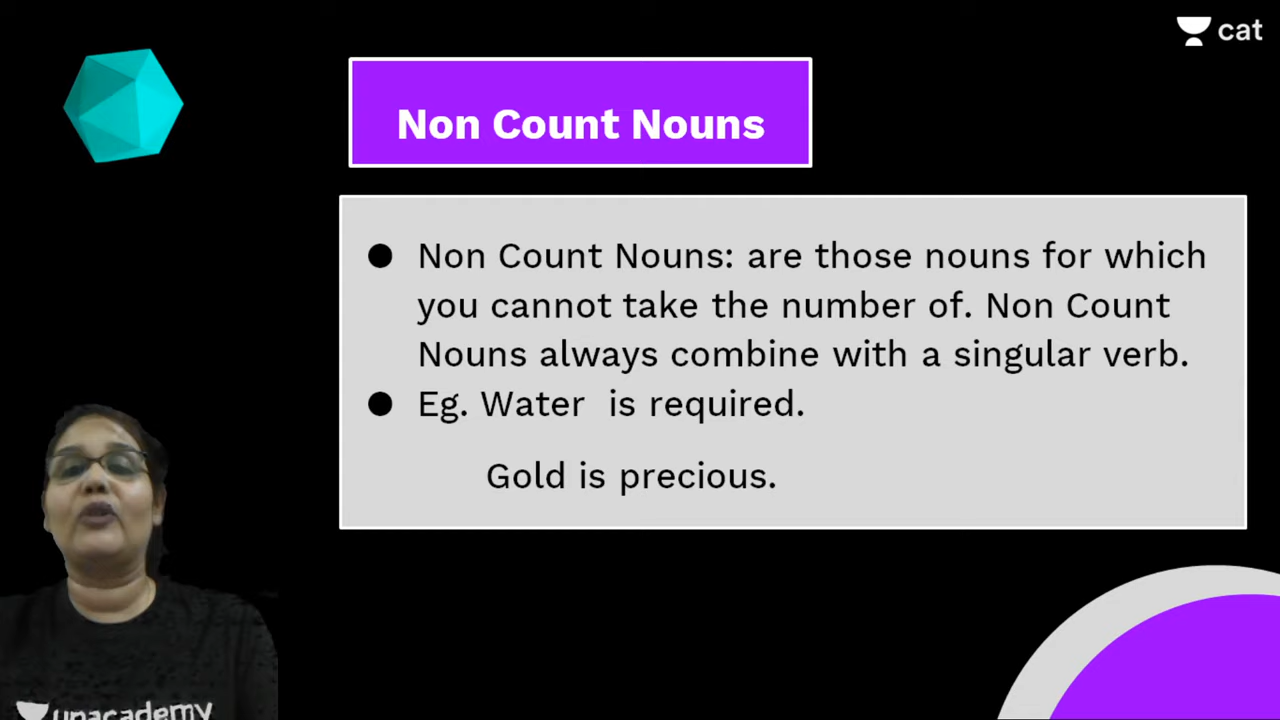 cat
Non Count Nouns
● Non Count Nouns: are those nouns for which
you cannot take the number of. Non Count
Nouns always combine with a singular verb.
● Eg. Water is required.
Gold is precious.
unacademy